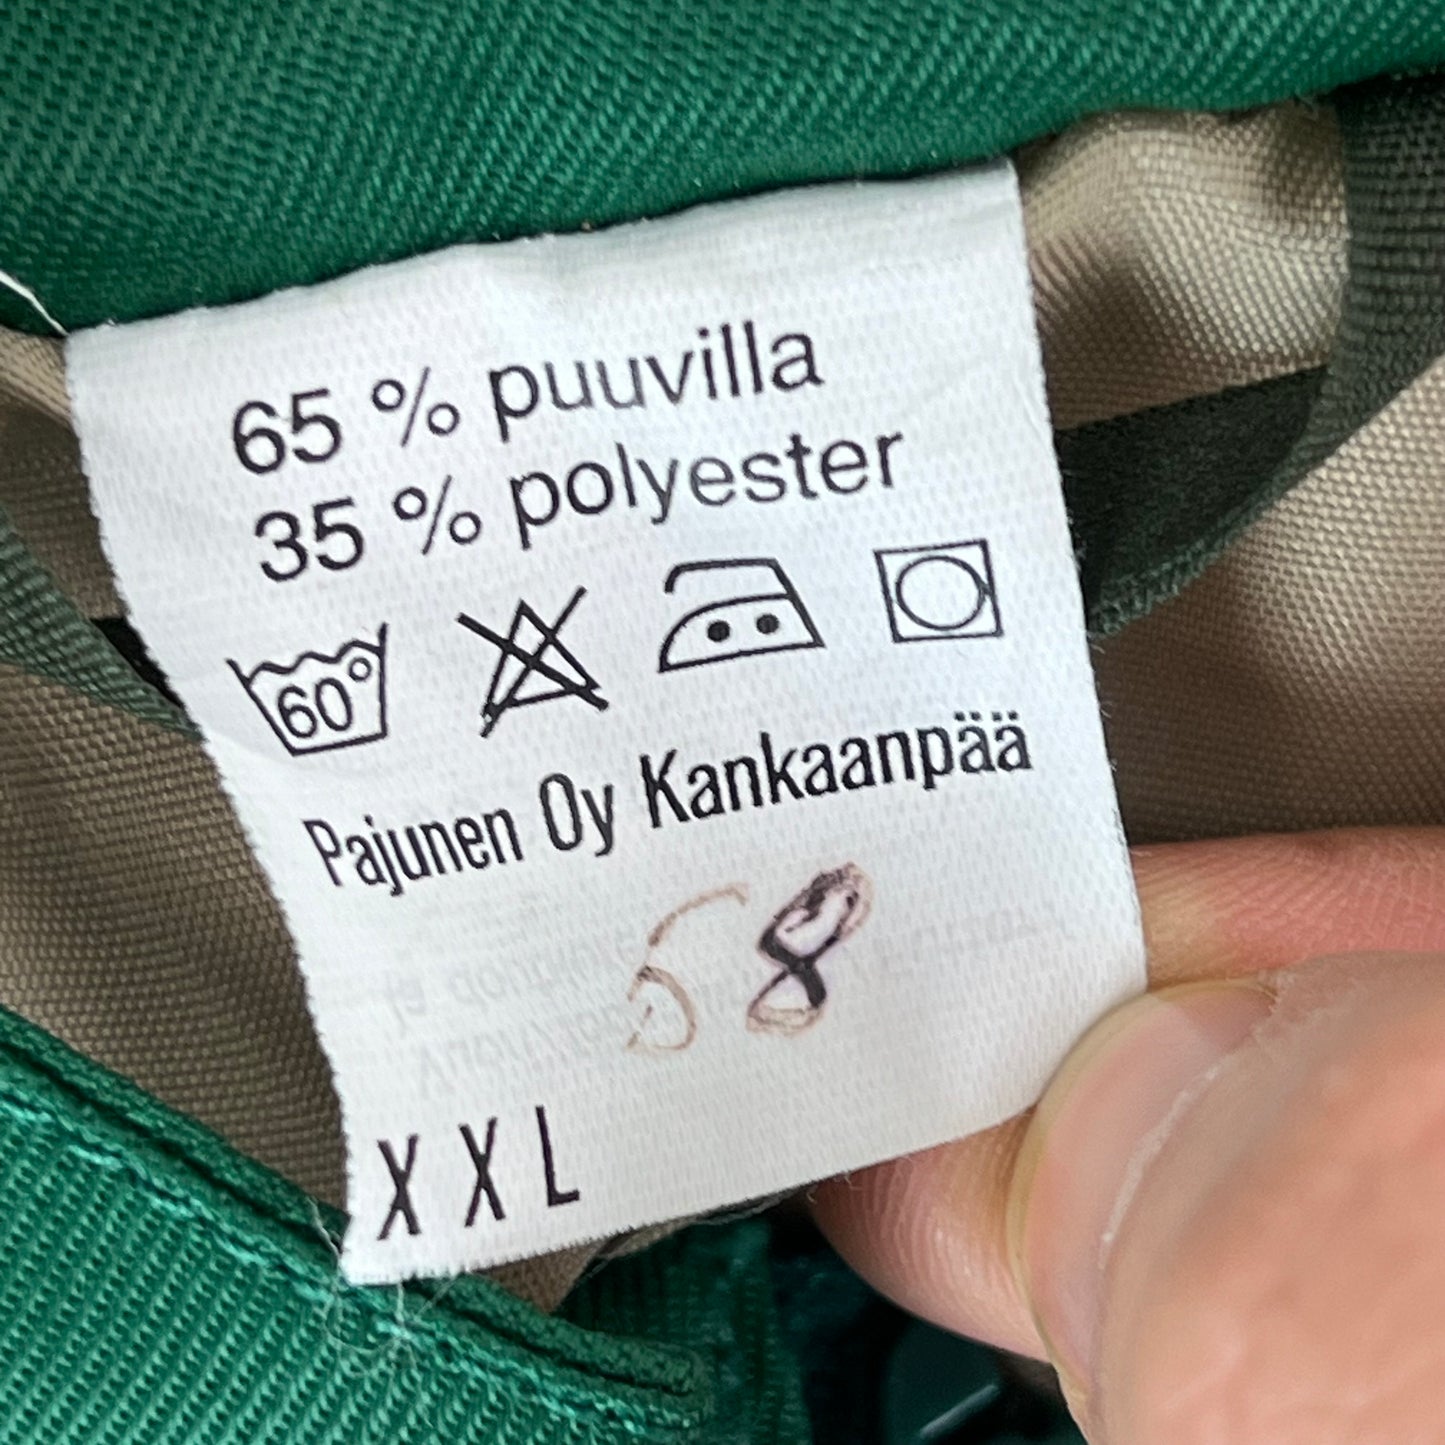 65 % puuvilla
35 % polyester
60°
Pajunen Oy Kankaanpää
58
XXL